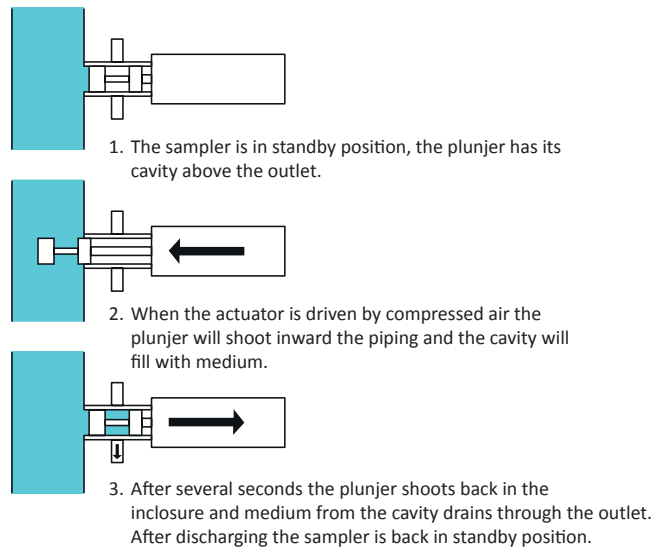 1. The sampler is in standby position, the plunjer has its
cavity above the outlet.
2. When the actuator is driven by compressed air the
plunjer will shoot inward the piping and the cavity will
fill with medium.
3. After several seconds the plunjer shoots back in the
inclosure and medium from the cavity drains through the outlet.
After discharging the sampler is back in standby position.